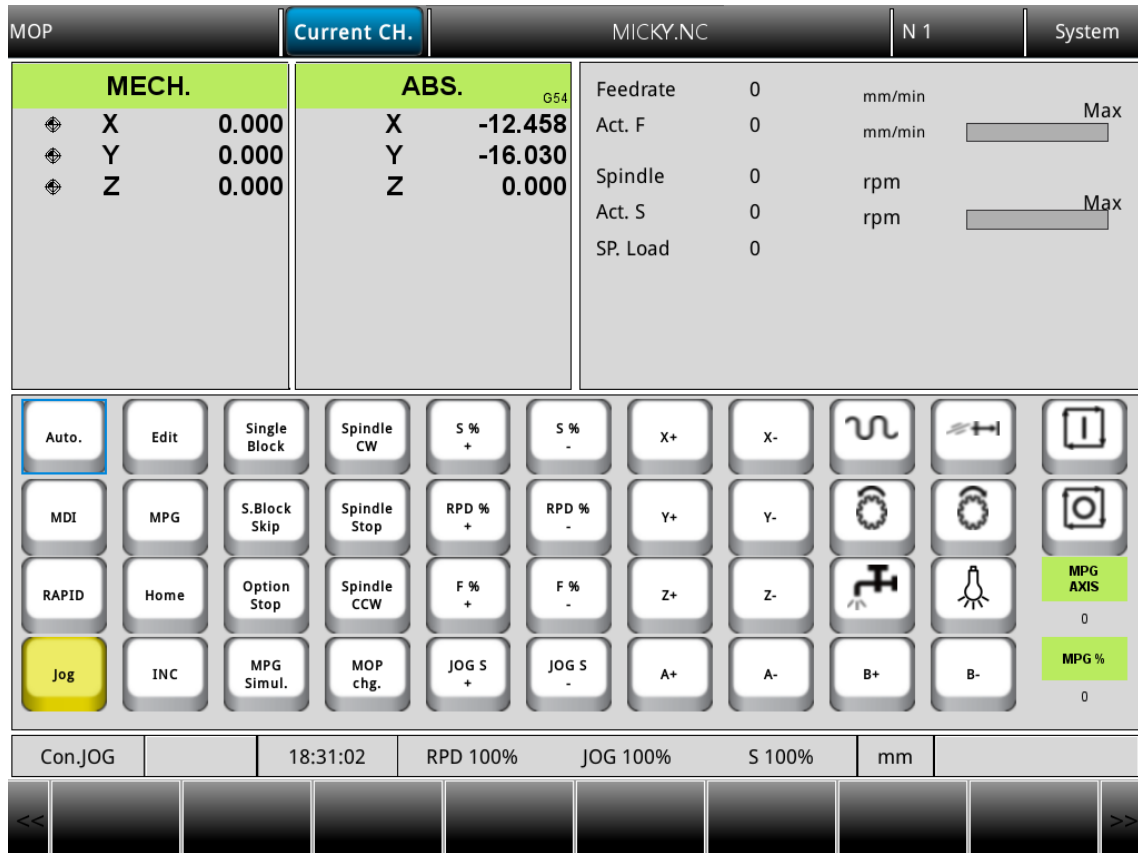 MOP Current CH. MICKY.NC N 1 System
MECH.
X 0.000
Y 0.000
Z 0.000
ABS. G54
X -12.458
Y -16.030
Z 0.000
Feedrate 0 mm/min
Max
Act. F 0 mm/min
Spindle 0 rpm
Max
Act. S 0 rpm
SP. Load 0
Auto.
Edit
Single
Block
Spindle
CW
S %
+
S %
-
X+
X-
MDI
MPG
S.Block
Skip
Spindle
Stop
RPD %
+
RPD %
-
Y+
Y-
RAPID
Home
Option
Stop
Spindle
CCW
F %
+
F %
-
Z+
Z-
MPG
AXIS
0
Jog
INC
MPG
Simul.
MOP
chg.
JOG S
+
JOG S
-
A+
A-
B+
B-
MPG %
0
Con.JOG 18:31:02 RPD 100% JOG 100% S 100% mm
<< >>